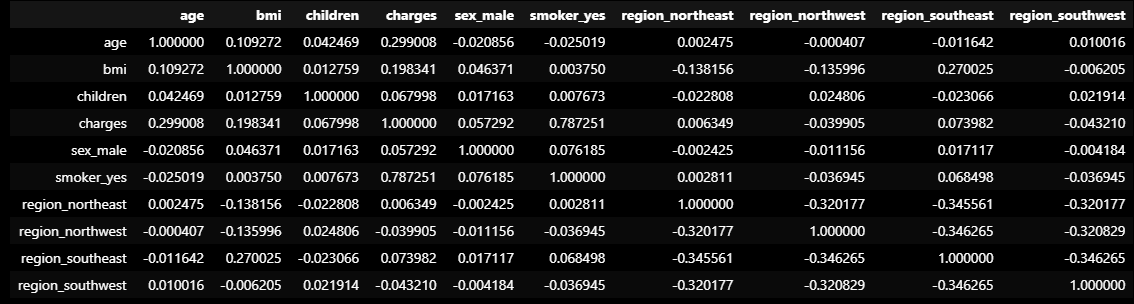 age bmi children charges sex_male smoker_yes region_northeast region_northwest region_southeast region_southwest
age 1.000000 0.109272 0.042469 0.299008 -0.020856 -0.025019 0.002475 -0.000407 -0.011642 0.010016
bmi 0.109272 1.000000 0.012759 0.198341 0.046371 0.003750 -0.138156 -0.135996 0.270025 -0.006205
children 0.042469 0.012759 1.000000 0.067998 0.017163 0.007673 -0.022808 0.024806 -0.023066 0.021914
charges 0.299008 0.198341 0.067998 1.000000 0.057292 0.787251 0.006349 -0.039905 0.073982 -0.043210
sex_male -0.020856 0.046371 0.017163 0.057292 1.000000 0.076185 -0.002425 -0.011156 0.017117 -0.004184
smoker_yes -0.025019 0.003750 0.007673 0.787251 0.076185 1.000000 0.002811 -0.036945 0.068498 -0.036945
region_northeast 0.002475 -0.138156 -0.022808 0.006349 -0.002425 0.002811 1.000000 -0.320177 -0.345561 -0.320177
region_northwest -0.000407 -0.135996 0.024806 -0.039905 -0.011156 -0.036945 -0.320177 1.000000 -0.346265 -0.320829
region_southeast -0.011642 0.270025 -0.023066 0.073982 0.017117 0.068498 -0.345561 -0.346265 1.000000 -0.346265
region_southwest 0.010016 -0.006205 0.021914 -0.043210 -0.004184 -0.036945 -0.320177 -0.320829 -0.346265 1.000000